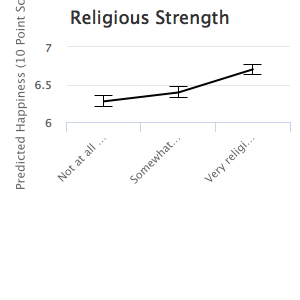 Religious Strength
Predicted Happiness (10 Point Sc
7
6.5
6
Not at all ...
Somewhat...
Very religi...